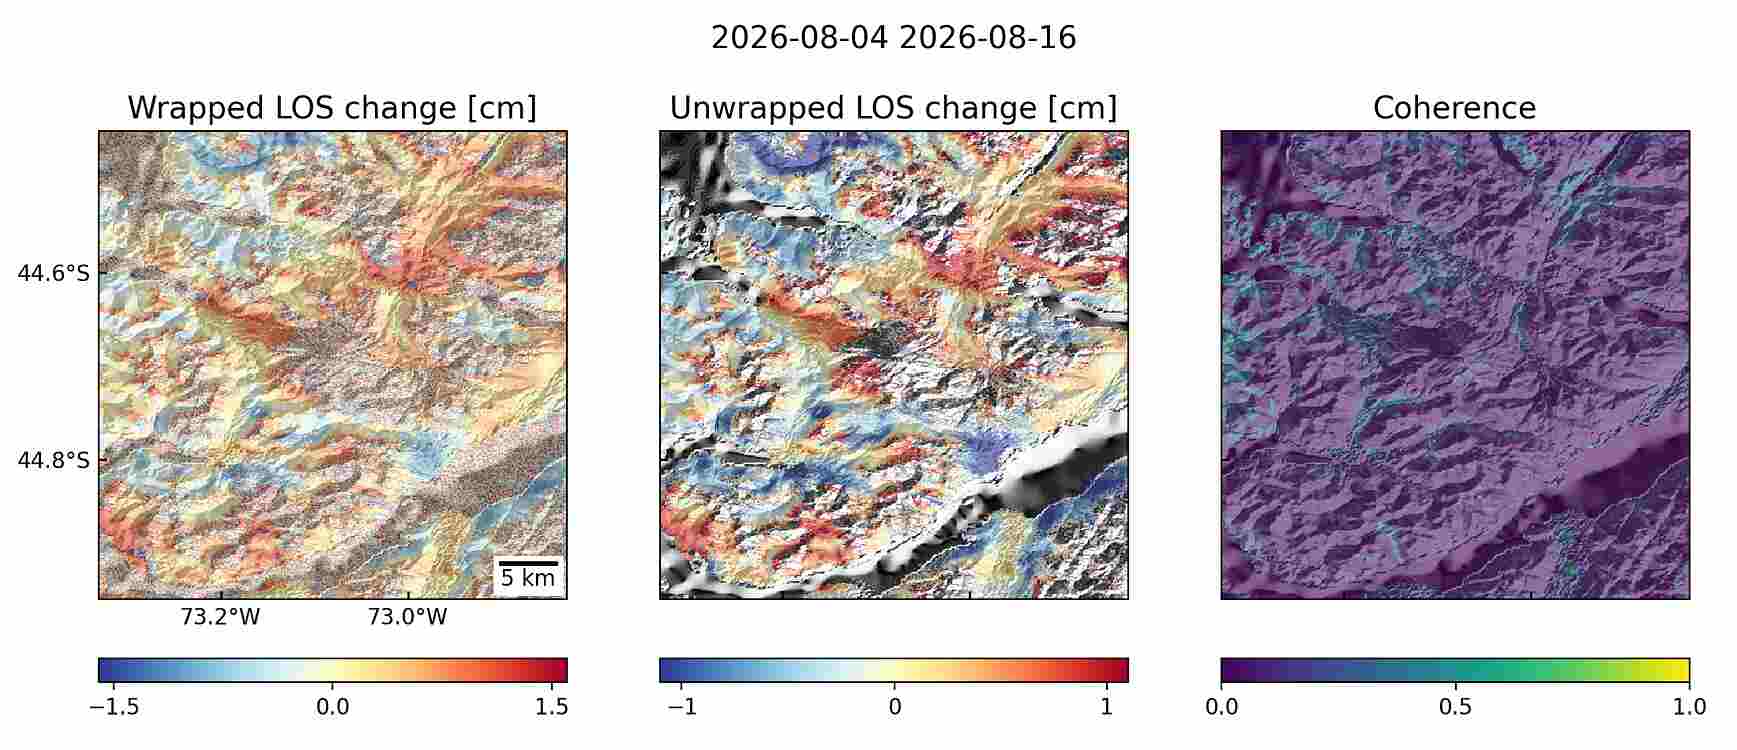 2026-08-04 2026-08-16
Wrapped LOS change [cm]
Unwrapped LOS change [cm]
Coherence
44.6°S
44.8°S
5 km
73.2°W
73.0°W
−1.5
0.0
1.5
−1
0
1
0.0
0.5
1.0